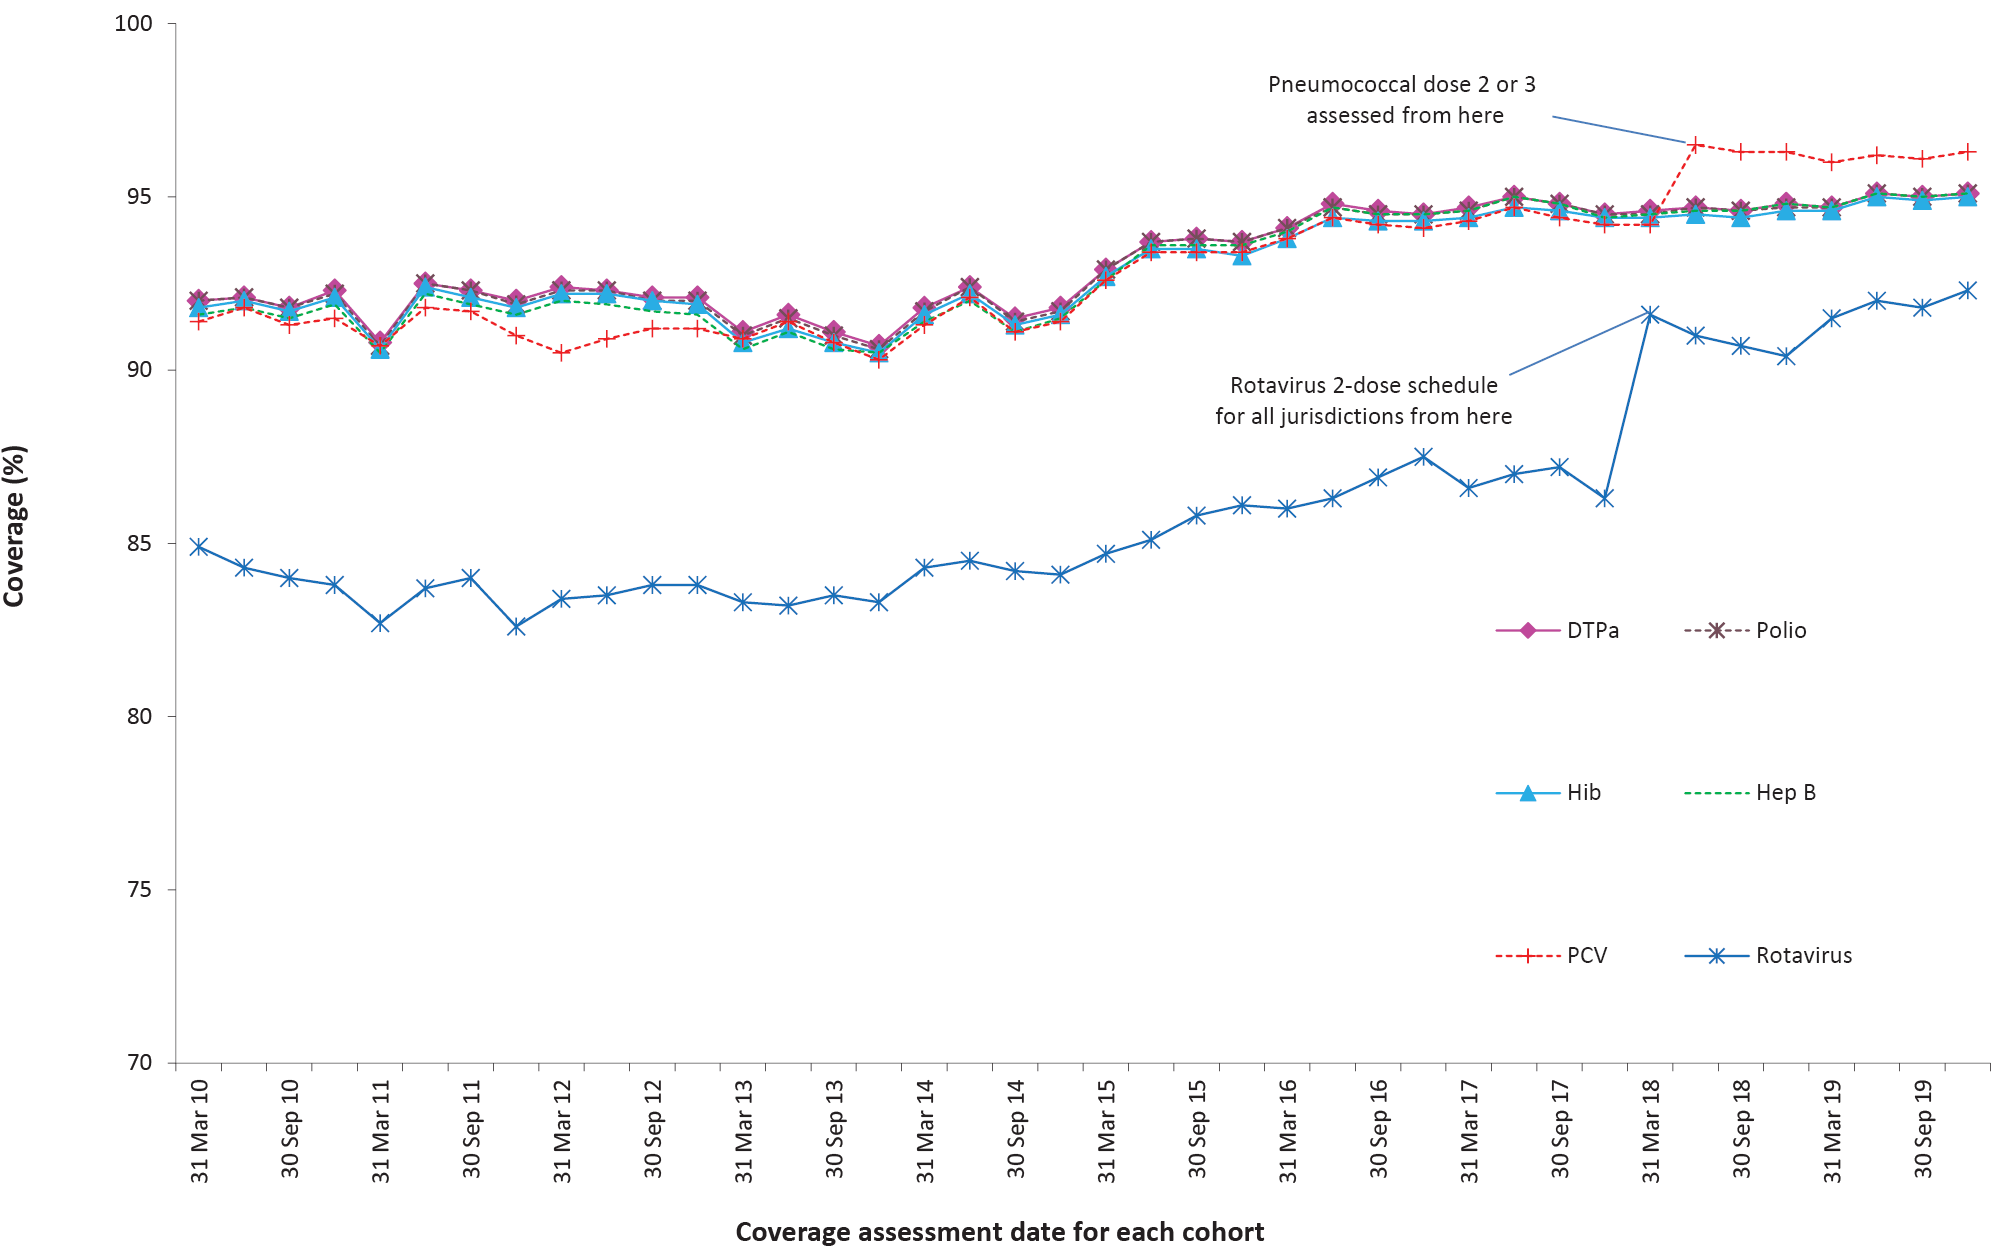 100
95
90
85
80
75
70
Coverage (%)
Pneumococcal dose 2 or 3
assessed from here
Rotavirus 2-dose schedule
for all jurisdictions from here
DTPa
Polio
Hib
Hep B
PCV
Rotavirus
31 Mar 10
30 Sep 10
31 Mar 11
30 Sep 11
31 Mar 12
30 Sep 12
31 Mar 13
30 Sep 13
31 Mar 14
30 Sep 14
31 Mar 15
30 Sep 15
31 Mar 16
30 Sep 16
31 Mar 17
30 Sep 17
31 Mar 18
30 Sep 18
31 Mar 19
30 Sep 19
Coverage assessment date for each cohort